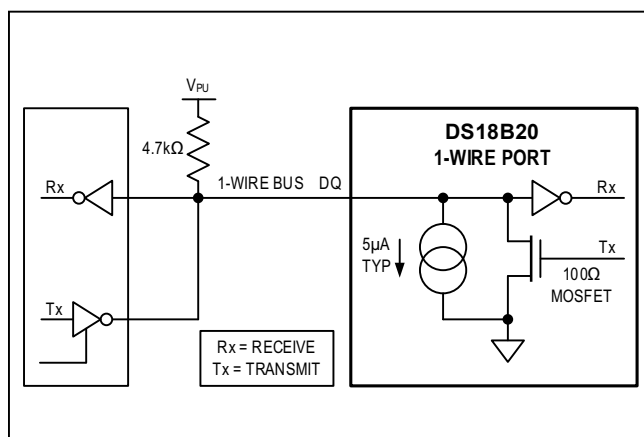 VPU
4.7kΩ
Rx
1-WIRE BUS DQ
Tx
Rx = RECEIVE
Tx = TRANSMIT
DS18B20
1-WIRE PORT
Rx
5µA
TYP
Tx
100Ω
MOSFET